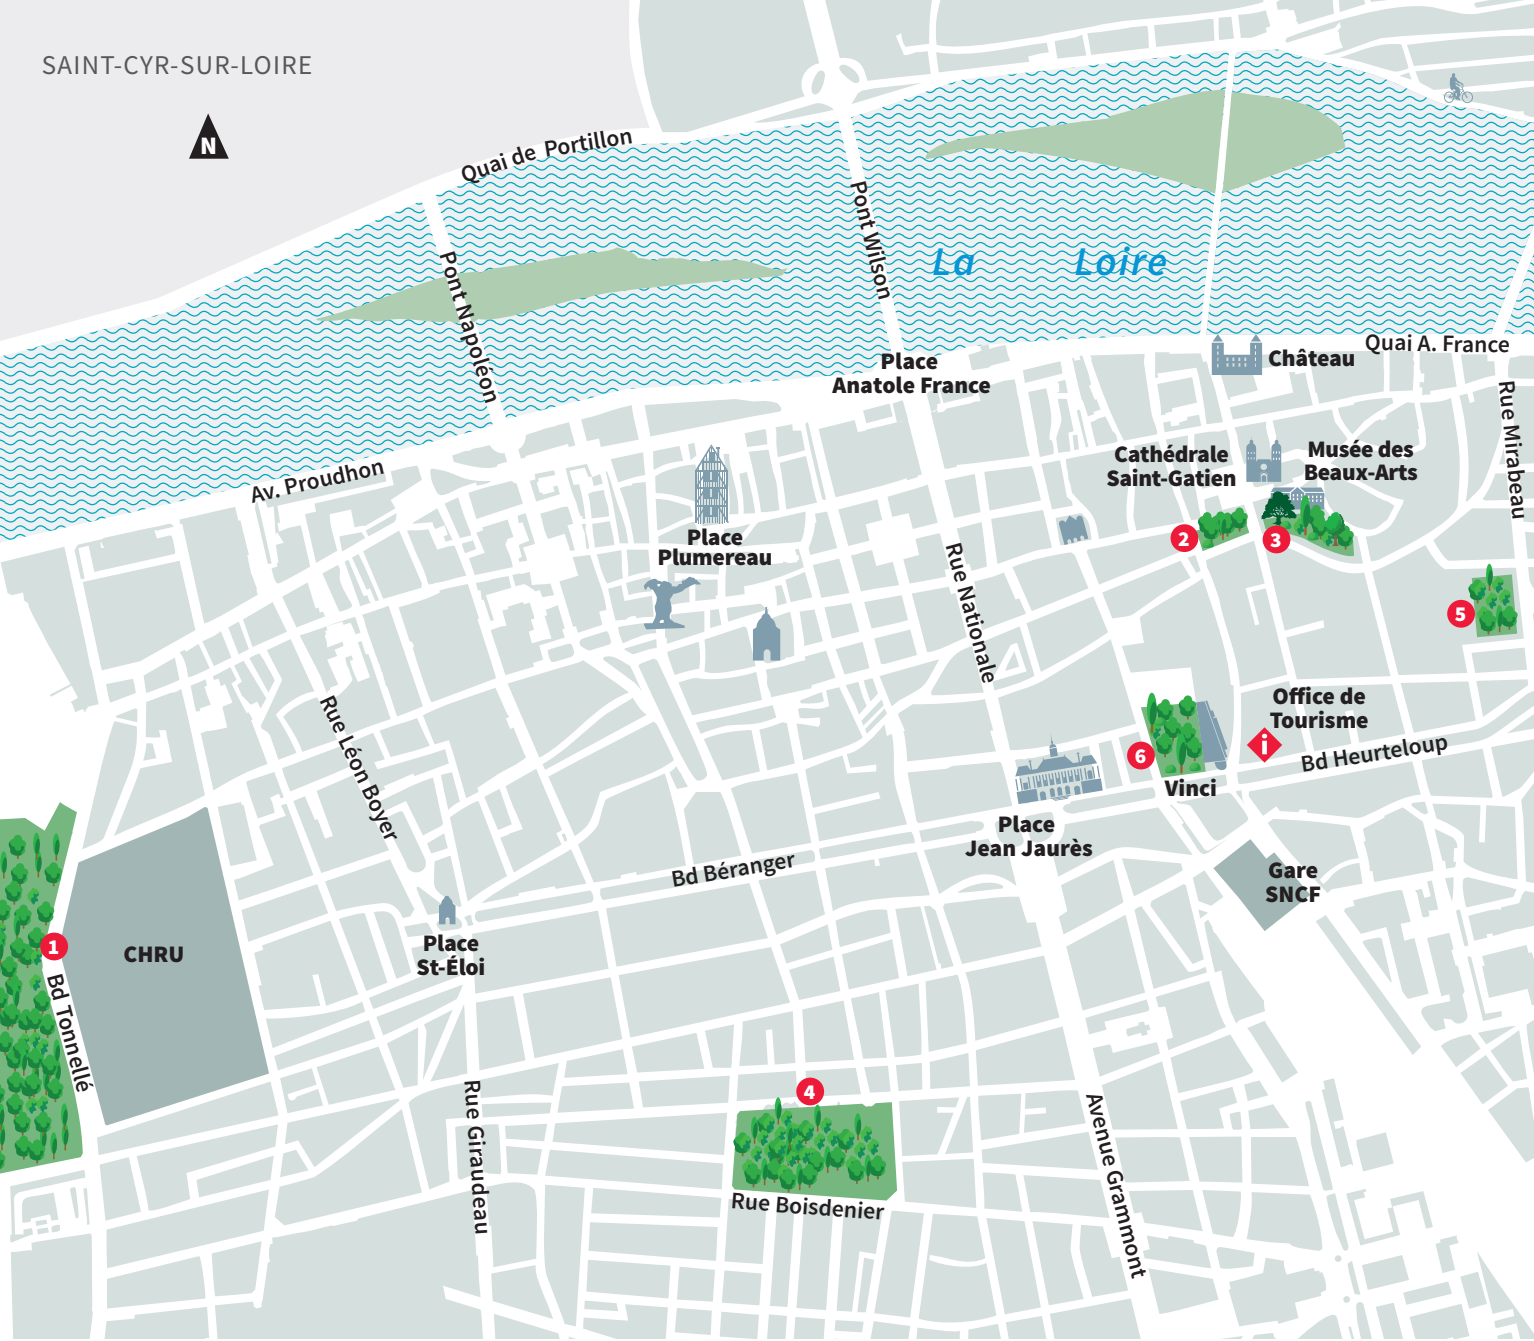 SAINT-CYR-SUR-LOIRE
N
Quai de Portillon
Pont Napoléon
Pont Wilson
La Loire
Av. Proudhon
Place
Anatole France
Château
Quai A. France
Rue Mirabeau
Cathédrale
Saint-Gatien
Musée des
Beaux-Arts
2
3
Place
Plumereau
Rue Nationale
5
Rue Léon Boyer
Office de
Tourisme
i
6
Vinci
Bd Heurteloup
Place
Jean Jaurès
Bd Béranger
Gare
SNCF
1
CHRU
Bd Tonnellé
Place
St-Éloi
Rue Giraudeau
4
Rue Boisdenier
Avenue Grammont